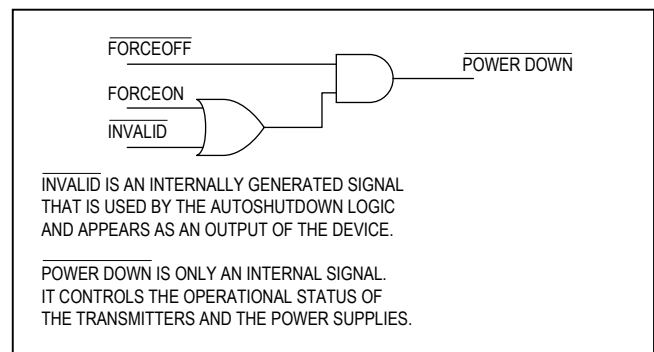 FORCEOFF
POWER DOWN
FORCEON
INVALID
INVALID IS AN INTERNALLY GENERATED SIGNAL
THAT IS USED BY THE AUTOSHUTDOWN LOGIC
AND APPEARS AS AN OUTPUT OF THE DEVICE.
POWER DOWN IS ONLY AN INTERNAL SIGNAL.
IT CONTROLS THE OPERATIONAL STATUS OF
THE TRANSMITTERS AND THE POWER SUPPLIES.